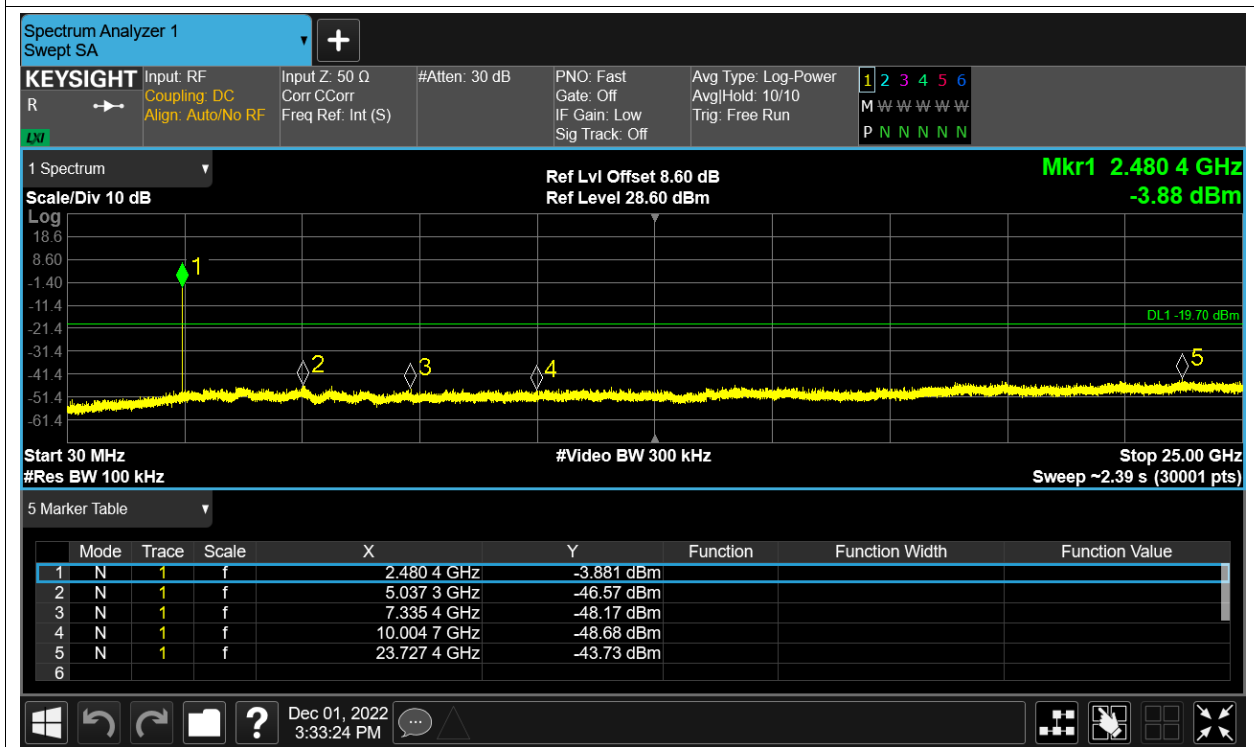 Spectrum Analyzer 1
Swept SA
+
KEYSIGHT
R
LXI
Input: RF
Coupling: DC
Align: Auto/No RF
Input Z: 50 Ω
Corr CCorr
Freq Ref: Int (S)
#Atten: 30 dB
PNO: Fast
Gate: Off
IF Gain: Low
Sig Track: Off
Avg Type: Log-Power
Avg|Hold: 10/10
Trig: Free Run
1 2 3 4 5 6
M W W W W W
P N N N N N
1 Spectrum
Scale/Div 10 dB
Ref Lvl Offset 8.60 dB
Ref Level 28.60 dBm
Mkr1 2.480 4 GHz
-3.88 dBm
Log
18.6
8.60
-1.40
-11.4
-21.4
-31.4
-41.4
-51.4
-61.4
1
DL1 -19.70 dBm
2
3
4
5
Start 30 MHz
#Res BW 100 kHz
#Video BW 300 kHz
Stop 25.00 GHz
Sweep ~2.39 s (30001 pts)
5 Marker Table
Mode Trace Scale X Y Function Function Width Function Value
1 N 1 f 2.480 4 GHz -3.881 dBm
2 N 1 f 5.037 3 GHz -46.57 dBm
3 N 1 f 7.335 4 GHz -48.17 dBm
4 N 1 f 10.004 7 GHz -48.68 dBm
5 N 1 f 23.727 4 GHz -43.73 dBm
6
?
Dec 01, 2022
3:33:24 PM